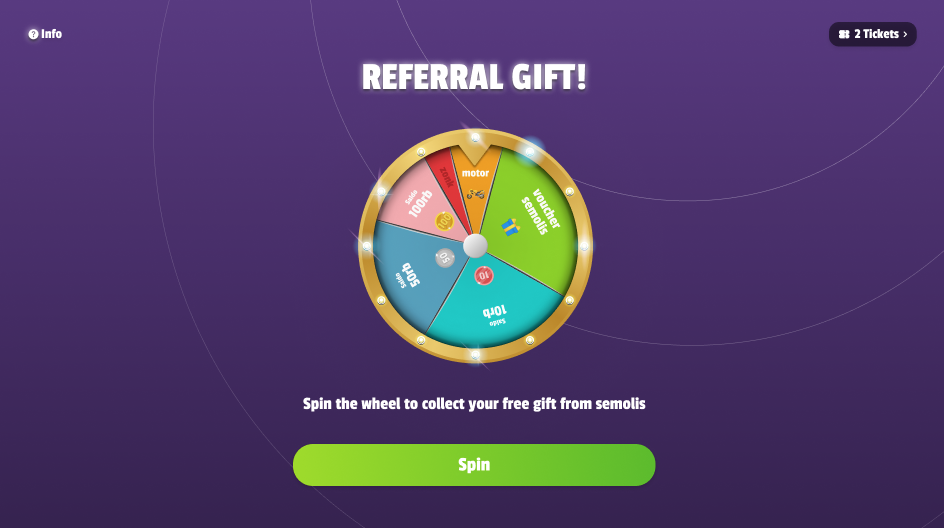 Info
2 Tickets
REFERRAL GIFT!
motor
zonk
voucher
semolis
Saldo
100rb
100
Saldo
50rb
50
10
10rb
Saldo
Spin the wheel to collect your free gift from semolis
Spin